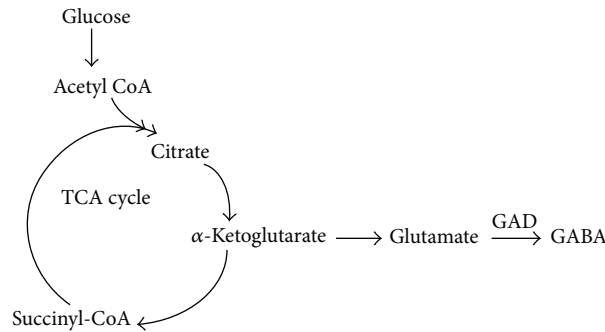 Glucose
Acetyl CoA
Citrate
TCA cycle
α-Ketoglutarate
Glutamate
GAD
GABA
Succinyl-CoA